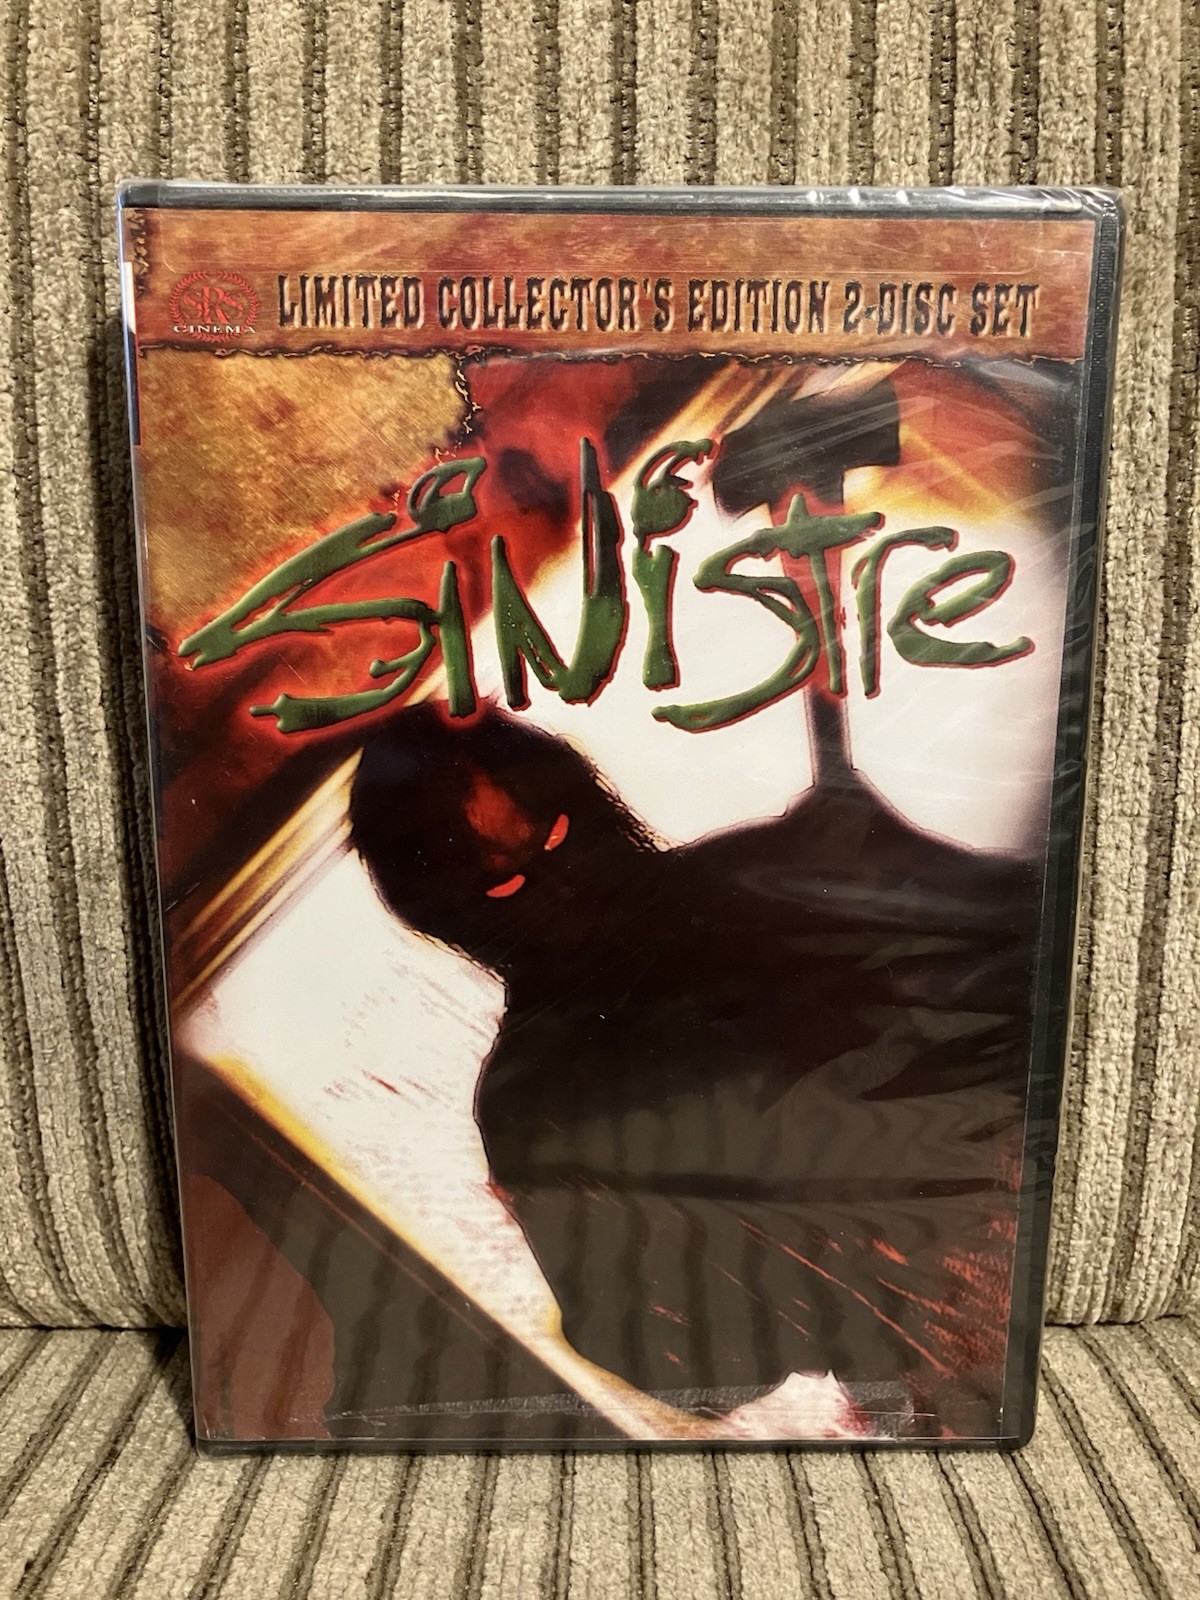 SRS
CINEMA
LIMITED COLLECTOR'S EDITION 2-DISC SET
SiNiStre